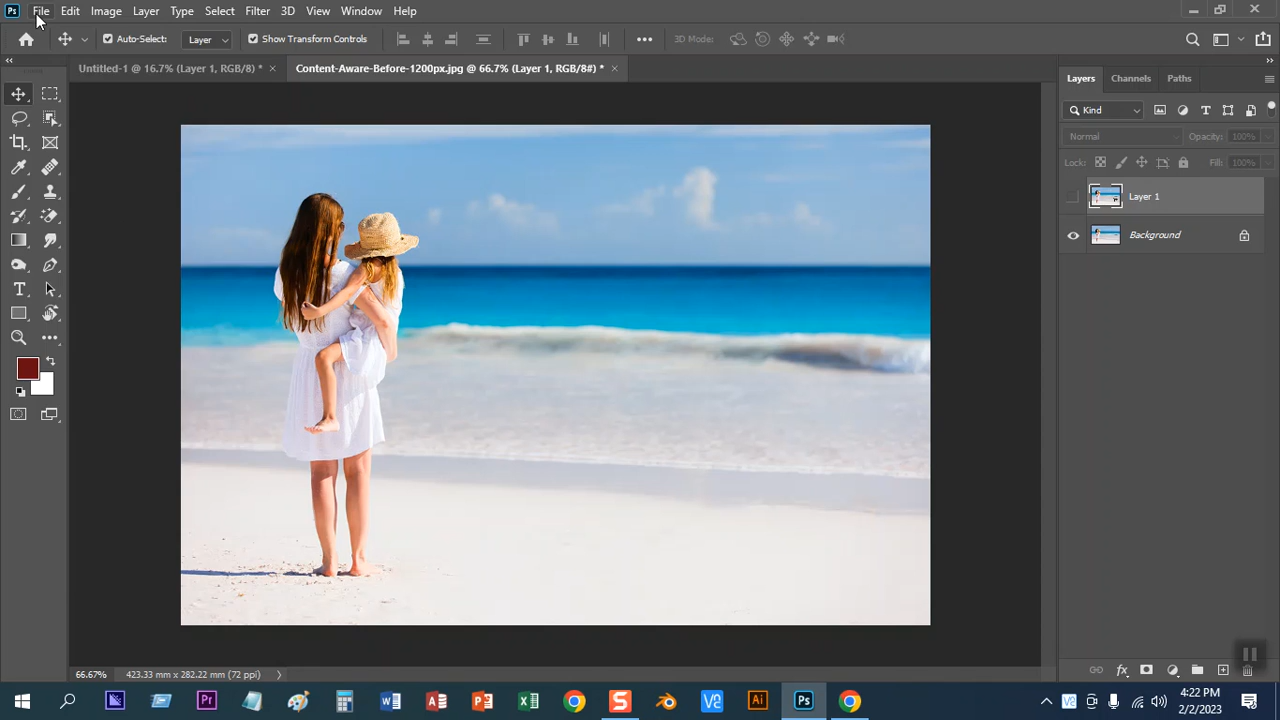 Ps File Edit Image Layer Type Select Filter 3D View Window Help
Auto-Select: Layer Show Transform Controls ••• 3D Mode:
Untitled-1 @ 16.7% (Layer 1, RGB/8) * × Content-Aware-Before-1200px.jpg @ 66.7% (Layer 1, RGB/8#) * ×
Layers Channels Paths
Kind
Normal Opacity: 100%
Lock: Fill: 100%
Layer 1
Background
66.67% 423.33 mm x 282.22 mm (72 ppi)
4:22 PM
2/2/2023